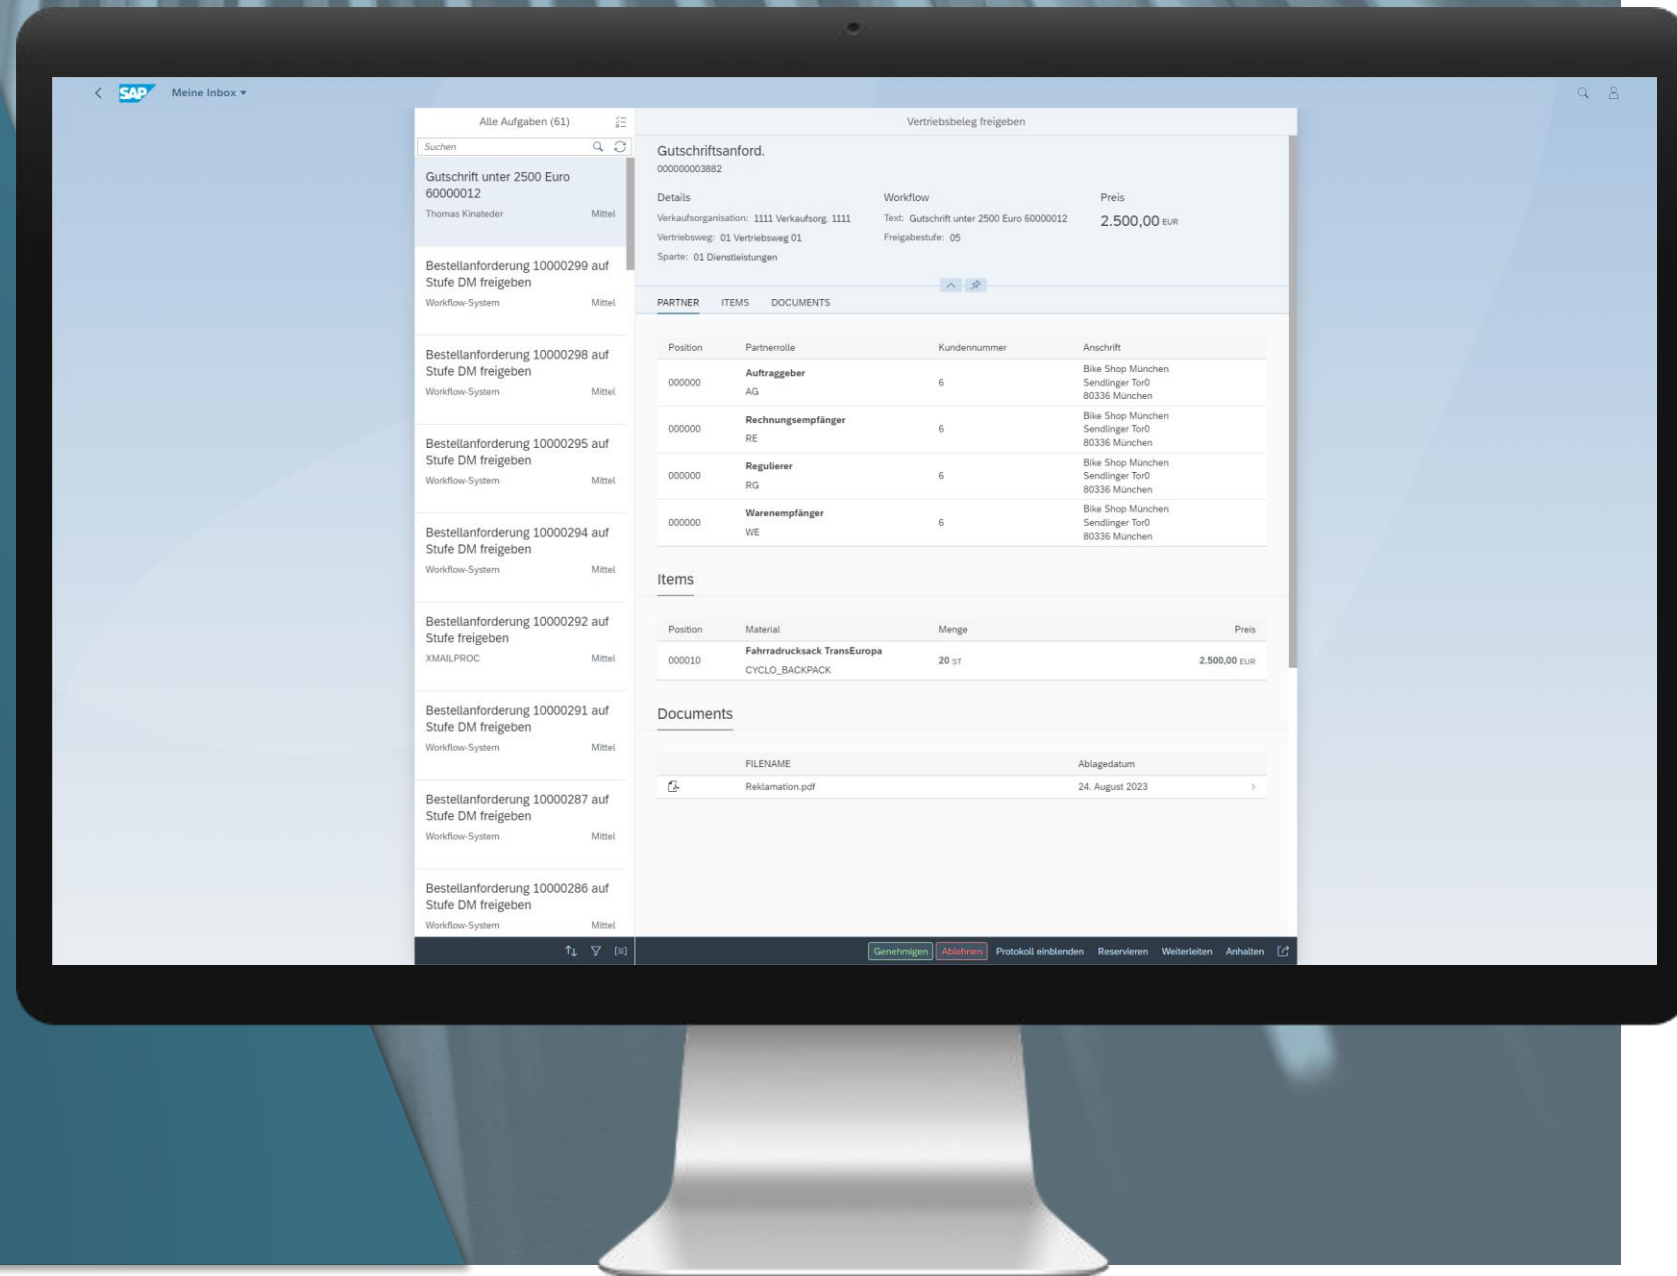 SAP Meine Inbox
Alle Aufgaben (61)
Suchen
Gutschrift unter 2500 Euro
60000012
Thomas Kinateder Mittel
Bestellanforderung 10000299 auf
Stufe DM freigeben
Workflow-System Mittel
Bestellanforderung 10000298 auf
Stufe DM freigeben
Workflow-System Mittel
Bestellanforderung 10000295 auf
Stufe DM freigeben
Workflow-System Mittel
Bestellanforderung 10000294 auf
Stufe DM freigeben
Workflow-System Mittel
Bestellanforderung 10000292 auf
Stufe freigeben
XMAILPROC Mittel
Bestellanforderung 10000291 auf
Stufe DM freigeben
Workflow-System Mittel
Bestellanforderung 10000287 auf
Stufe DM freigeben
Workflow-System Mittel
Bestellanforderung 10000286 auf
Stufe DM freigeben
Workflow-System Mittel
Vertriebsbeleg freigeben
Gutschriftsanford.
000000003882
Details Workflow Preis
Verkaufsorganisation: 1111 Verkaufsorg. 1111 Text: Gutschrift unter 2500 Euro 60000012 2.500,00 EUR
Vertriebsweg: 01 Vertriebsweg 01 Freigabestufe: 05
Sparte: 01 Dienstleistungen
PARTNER ITEMS DOCUMENTS
Position Partnerrolle Kundennummer Anschrift
000000 Auftraggeber 6 Bike Shop München
AG Sendlinger Tor0
80336 München
000000 Rechnungsempfänger 6 Bike Shop München
RE Sendlinger Tor0
80336 München
000000 Regulierer 6 Bike Shop München
RG Sendlinger Tor0
80336 München
000000 Warenempfänger 6 Bike Shop München
WE Sendlinger Tor0
80336 München
Items
Position Material Menge Preis
000010 Fahrradrucksack TransEuropa 20 ST 2.500,00 EUR
CYCLO_BACKPACK
Documents
FILENAME Ablagedatum
Reklamation.pdf 24. August 2023
Genehmigen Ablehnen Protokoll einblenden Reservieren Weiterleiten Anhalten